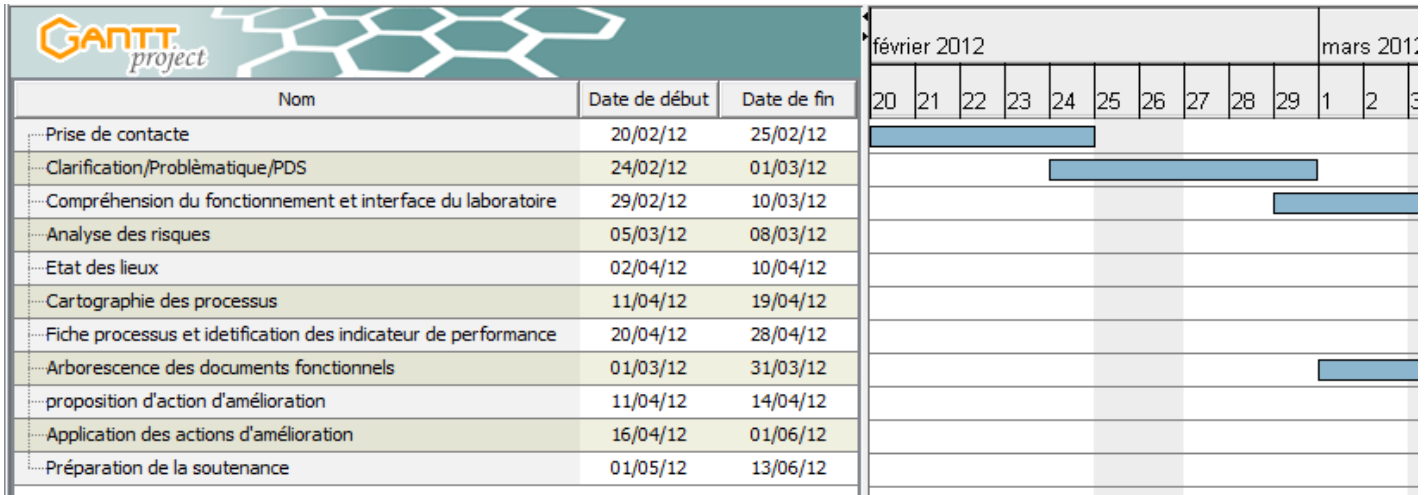 GANTT
project
février 2012 mars 2012
Nom Date de début Date de fin 20 21 22 23 24 25 26 27 28 29 1 2 3
Prise de contacte 20/02/12 25/02/12
Clarification/Problèmatique/PDS 24/02/12 01/03/12
Compréhension du fonctionnement et interface du laboratoire 29/02/12 10/03/12
Analyse des risques 05/03/12 08/03/12
Etat des lieux 02/04/12 10/04/12
Cartographie des processus 11/04/12 19/04/12
Fiche processus et idetification des indicateur de performance 20/04/12 28/04/12
Arborescence des documents fonctionnels 01/03/12 31/03/12
proposition d'action d'amélioration 11/04/12 14/04/12
Application des actions d'amélioration 16/04/12 01/06/12
Préparation de la soutenance 01/05/12 13/06/12